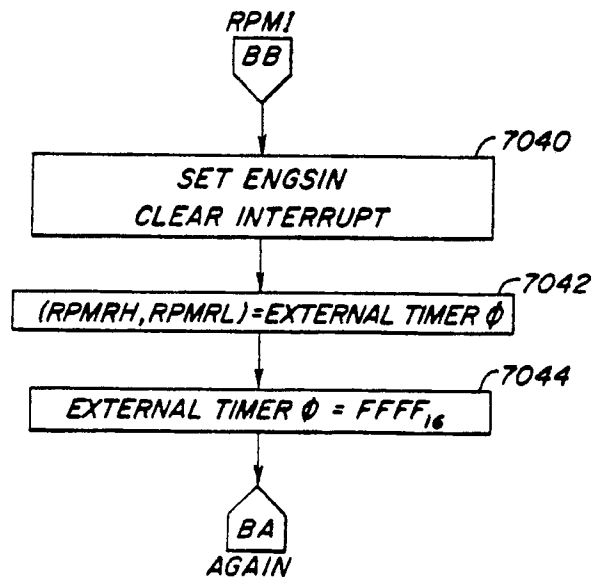 RPMI
BB
7040
SET ENGSIN
CLEAR INTERRUPT
7042
(RPMRH, RPMRL) = EXTERNAL TIMER ϕ
7044
EXTERNAL TIMER ϕ = FFFF₁₆
BA
AGAIN